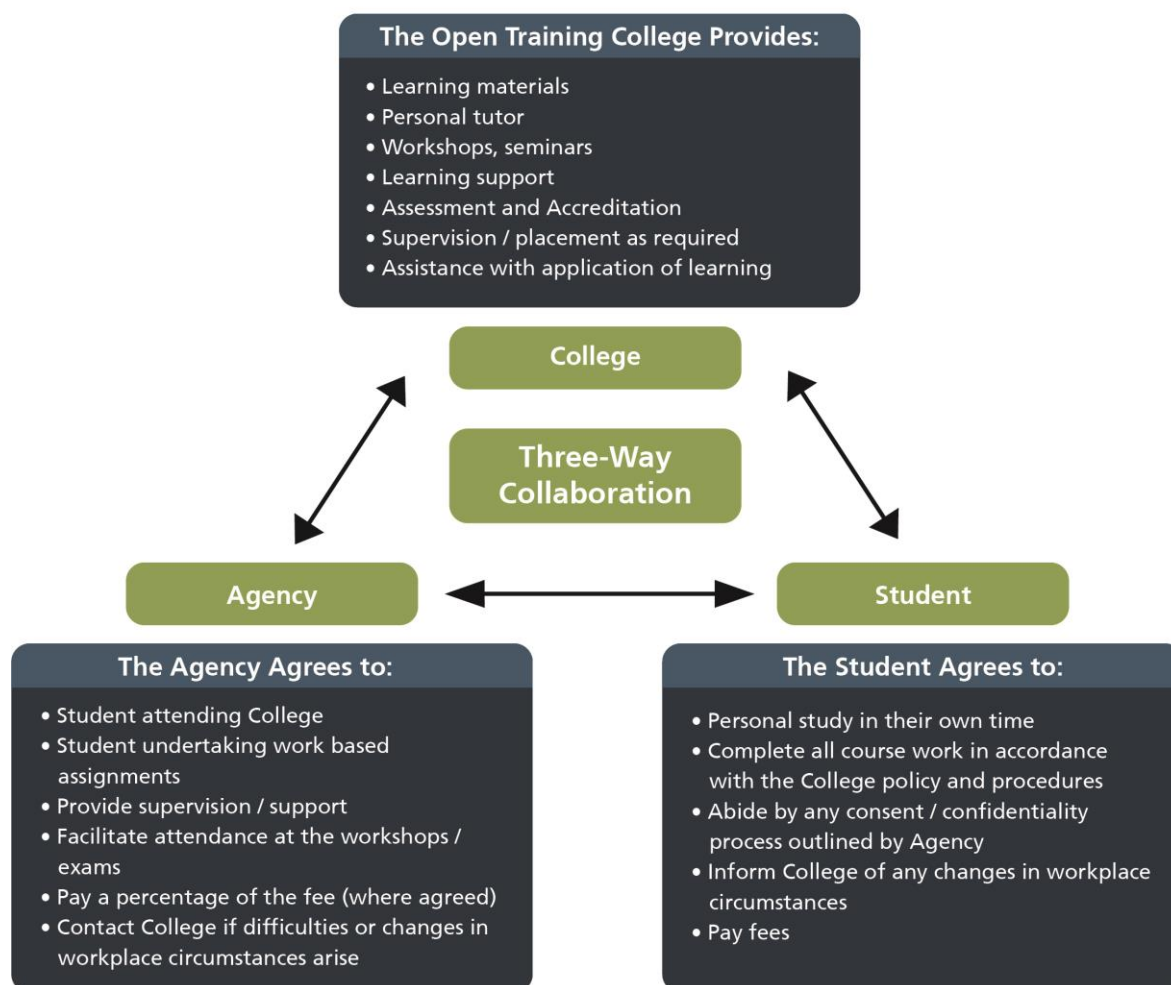 The Open Training College Provides:
• Learning materials
• Personal tutor
• Workshops, seminars
• Learning support
• Assessment and Accreditation
• Supervision / placement as required
• Assistance with application of learning
College
Three-Way
Collaboration
Agency
Student
The Agency Agrees to:
• Student attending College
• Student undertaking work based
assignments
• Provide supervision / support
• Facilitate attendance at the workshops /
exams
• Pay a percentage of the fee (where agreed)
• Contact College if difficulties or changes in
workplace circumstances arise
The Student Agrees to:
• Personal study in their own time
• Complete all course work in accordance
with the College policy and procedures
• Abide by any consent / confidentiality
process outlined by Agency
• Inform College of any changes in workplace
circumstances
• Pay fees